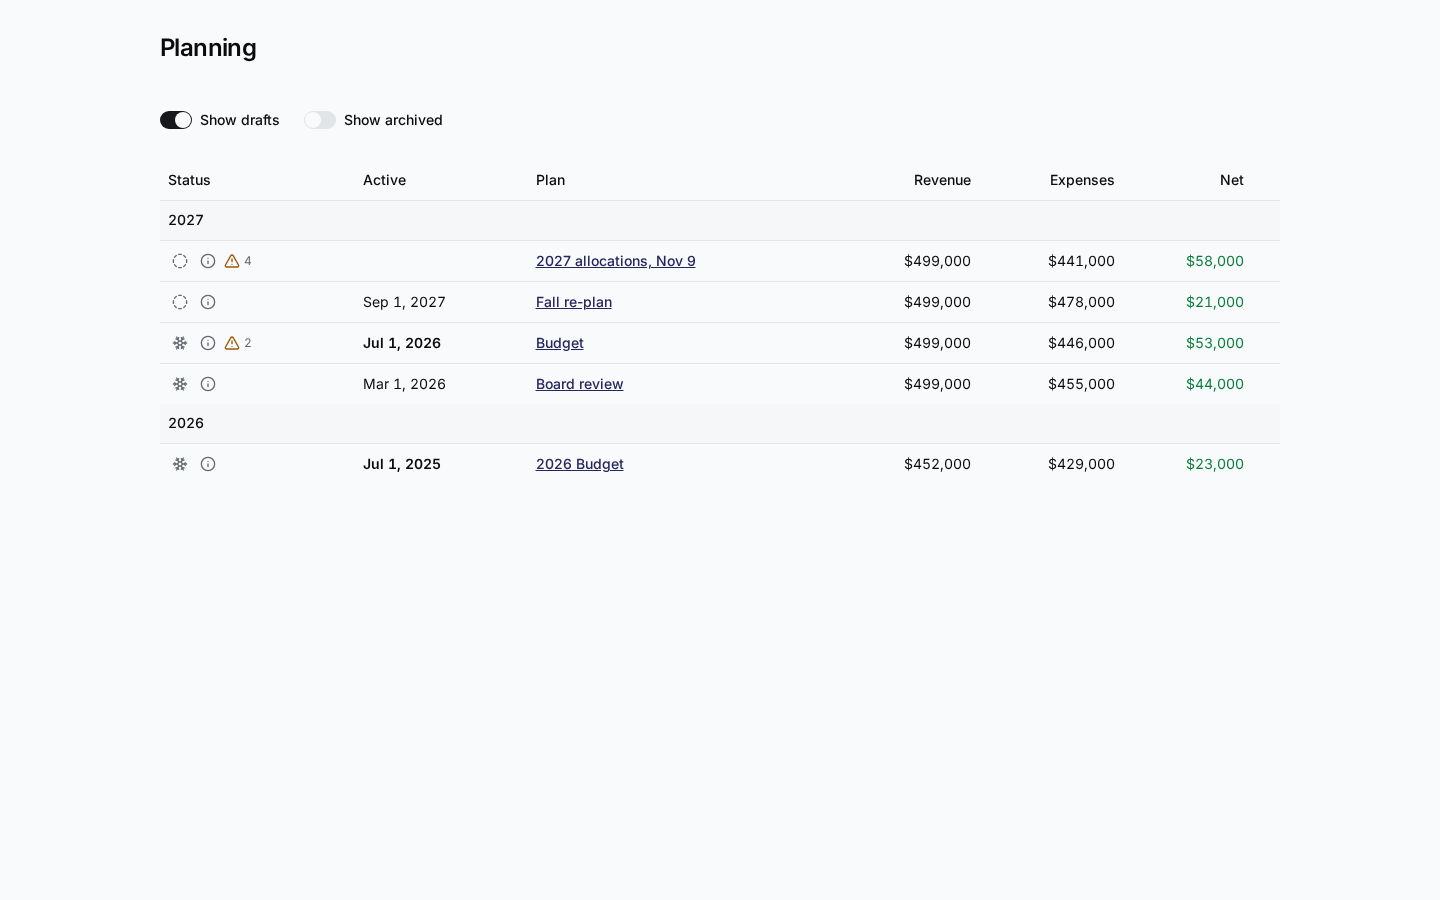 Planning
Show drafts Show archived
Status Active Plan Revenue Expenses Net
2027
4 2027 allocations, Nov 9 $499,000 $441,000 $58,000
Sep 1, 2027 Fall re-plan $499,000 $478,000 $21,000
2 Jul 1, 2026 Budget $499,000 $446,000 $53,000
Mar 1, 2026 Board review $499,000 $455,000 $44,000
2026
Jul 1, 2025 2026 Budget $452,000 $429,000 $23,000